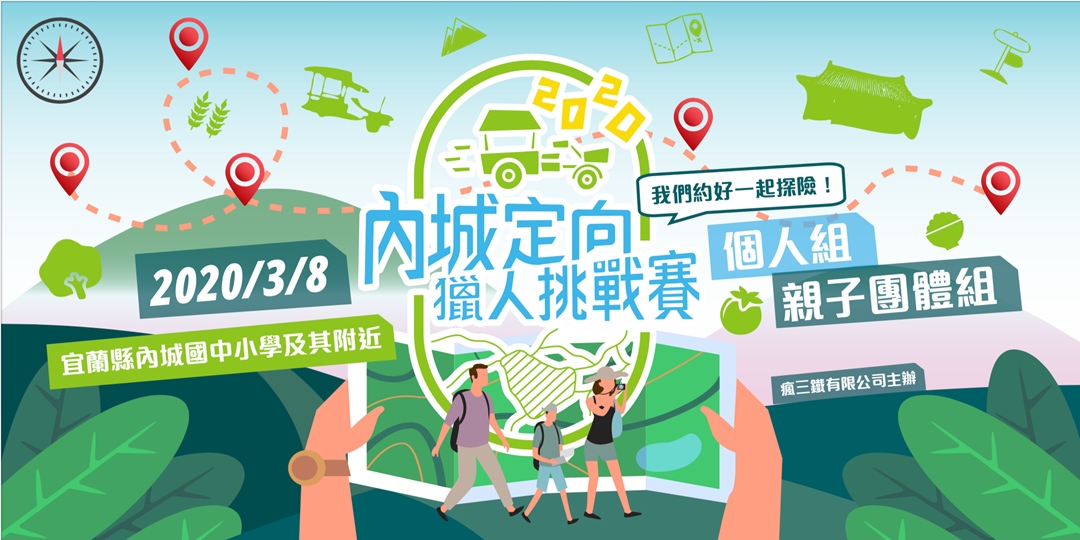 2020
內城定向
獵人挑戰賽
我們約好一起探險！
個人組
親子團體組
2020/3/8
宜蘭縣內城國中小學及其附近
瘋三鐵有限公司主辦